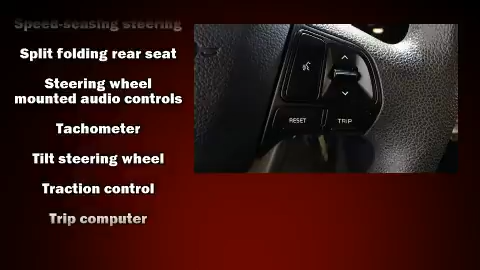 Speed-sensing steering
Split folding rear seat
Steering wheel
mounted audio controls
Tachometer
Tilt steering wheel
Traction control
Trip computer
RESET
TRIP